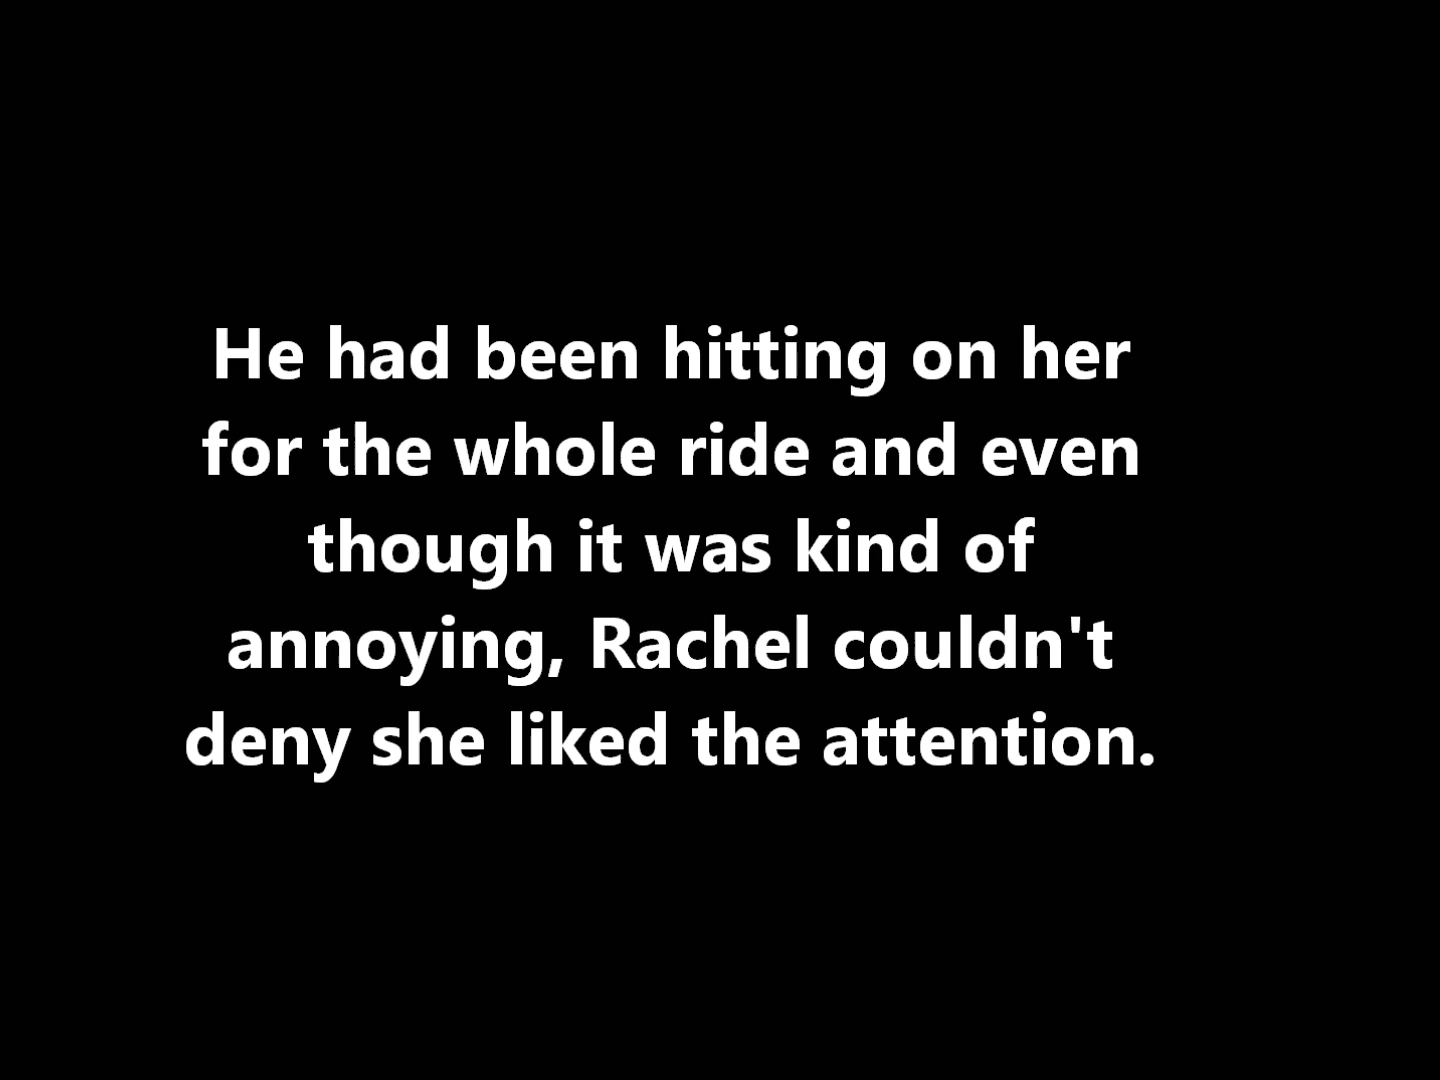 He had been hitting on her
for the whole ride and even
though it was kind of
annoying, Rachel couldn't
deny she liked the attention.